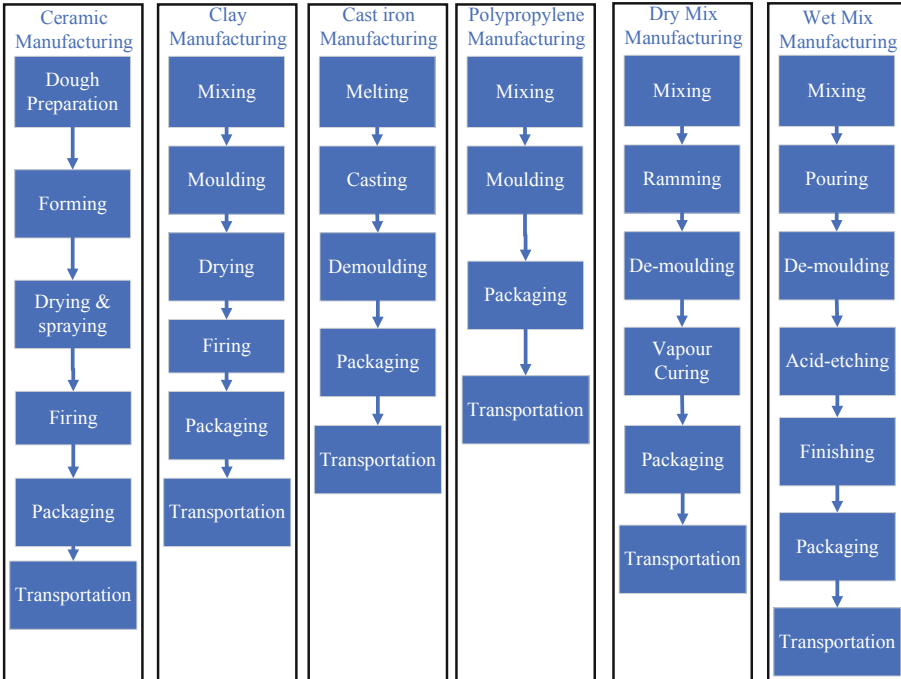 Ceramic
Manufacturing
Dough
Preparation
Forming
Drying &
spraying
Firing
Packaging
Transportation
Clay
Manufacturing
Mixing
Moulding
Drying
Firing
Packaging
Transportation
Cast iron
Manufacturing
Melting
Casting
Demoulding
Packaging
Transportation
Polypropylene
Manufacturing
Mixing
Moulding
Packaging
Transportation
Dry Mix
Manufacturing
Mixing
Ramming
De-moulding
Vapour
Curing
Packaging
Transportation
Wet Mix
Manufacturing
Mixing
Pouring
De-moulding
Acid-etching
Finishing
Packaging
Transportation